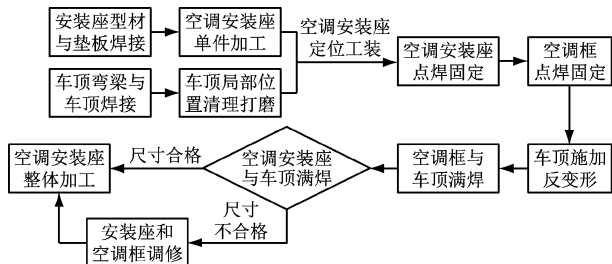 安装座型材
与垫板焊接
空调安装座
单件加工
空调安装座
定位工装
空调安装座
点焊固定
空调框
点焊固定
车顶弯梁与
车顶焊接
车顶局部位
置清理打磨
空调安装座
整体加工
尺寸合格
空调安装座
与车顶满焊
空调框与
车顶满焊
车顶施加
反变形
尺寸
不合格
安装座和
空调框调修